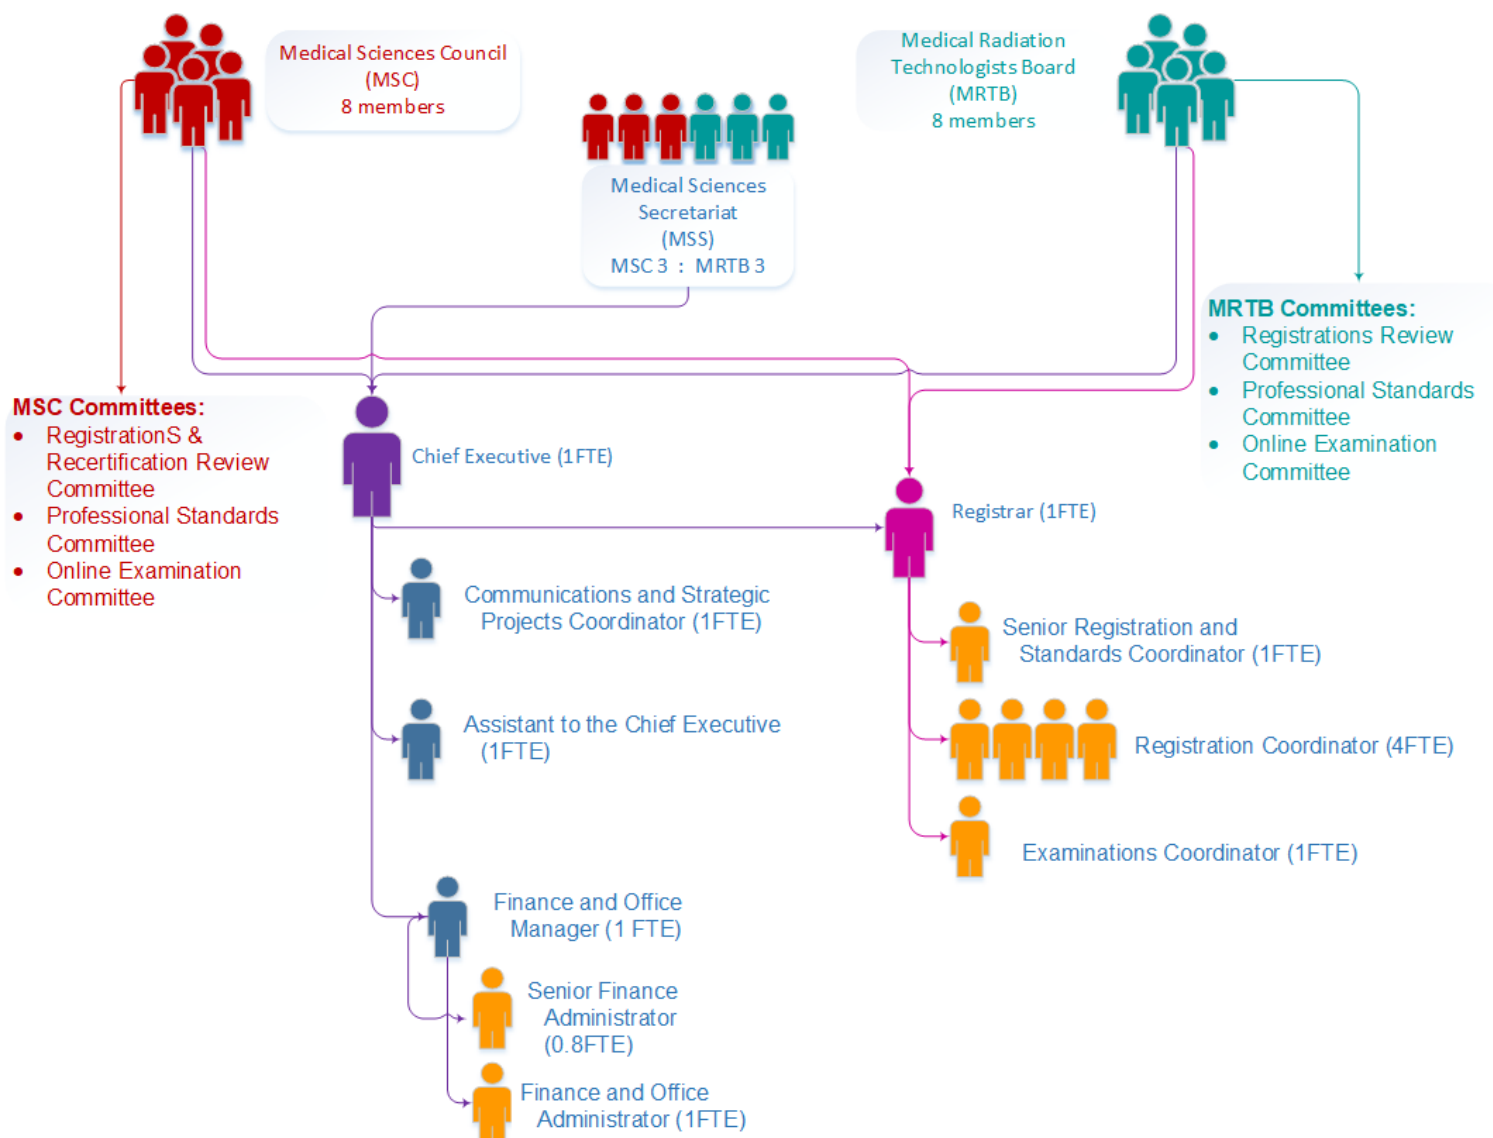 Medical Sciences Council
(MSC)
8 members
Medical Radiation
Technologists Board
(MRTB)
8 members
Medical Sciences
Secretariat
(MSS)
MSC 3 : MRTB 3
MRTB Committees:
• Registrations Review
Committee
• Professional Standards
Committee
• Online Examination
Committee
MSC Committees:
• RegistrationS &
Recertification Review
Committee
• Professional Standards
Committee
• Online Examination
Committee
Chief Executive (1FTE)
Registrar (1FTE)
Communications and Strategic
Projects Coordinator (1FTE)
Senior Registration and
Standards Coordinator (1FTE)
Assistant to the Chief Executive
(1FTE)
Registration Coordinator (4FTE)
Examinations Coordinator (1FTE)
Finance and Office
Manager (1 FTE)
Senior Finance
Administrator
(0.8FTE)
Finance and Office
Administrator (1FTE)